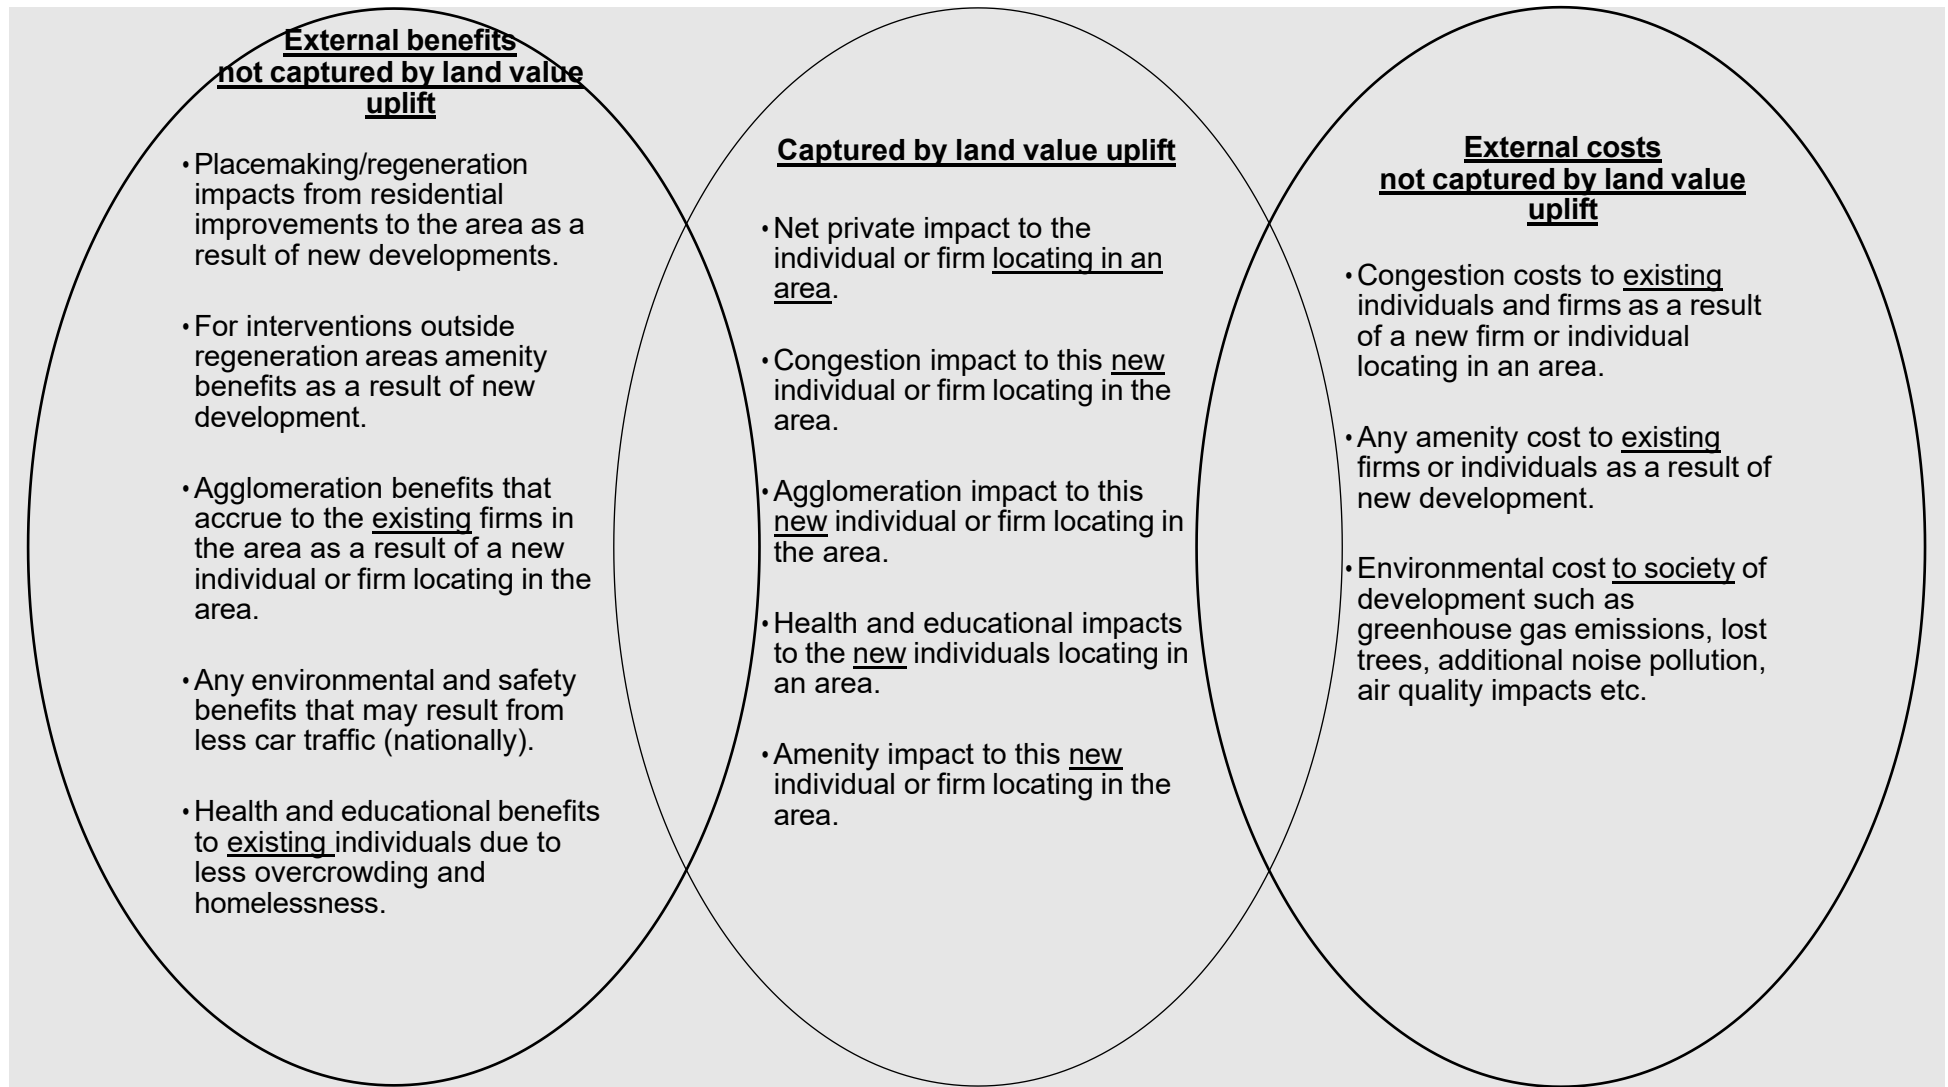 External benefits
not captured by land value
uplift
•Placemaking/regeneration
impacts from residential
improvements to the area as a
result of new developments.
•For interventions outside
regeneration areas amenity
benefits as a result of new
development.
•Agglomeration benefits that
accrue to the existing firms in
the area as a result of a new
individual or firm locating in the
area.
•Any environmental and safety
benefits that may result from
less car traffic (nationally).
•Health and educational benefits
to existing individuals due to
less overcrowding and
homelessness.
Captured by land value uplift
•Net private impact to the
individual or firm locating in an
area.
•Congestion impact to this new
individual or firm locating in the
area.
•Agglomeration impact to this
new individual or firm locating in
the area.
•Health and educational impacts
to the new individuals locating in
an area.
•Amenity impact to this new
individual or firm locating in the
area.
External costs
not captured by land value
uplift
•Congestion costs to existing
individuals and firms as a result
of a new firm or individual
locating in an area.
•Any amenity cost to existing
firms or individuals as a result of
new development.
•Environmental cost to society of
development such as
greenhouse gas emissions, lost
trees, additional noise pollution,
air quality impacts etc.